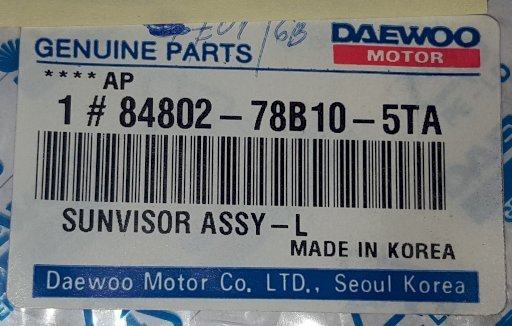 GENUINE PARTS
DAEWOO
MOTOR
****AP
1 # 84802-78B10-5TA
SUNVISOR ASSY-L
MADE IN KOREA
Daewoo Motor Co. LTD., Seoul Korea